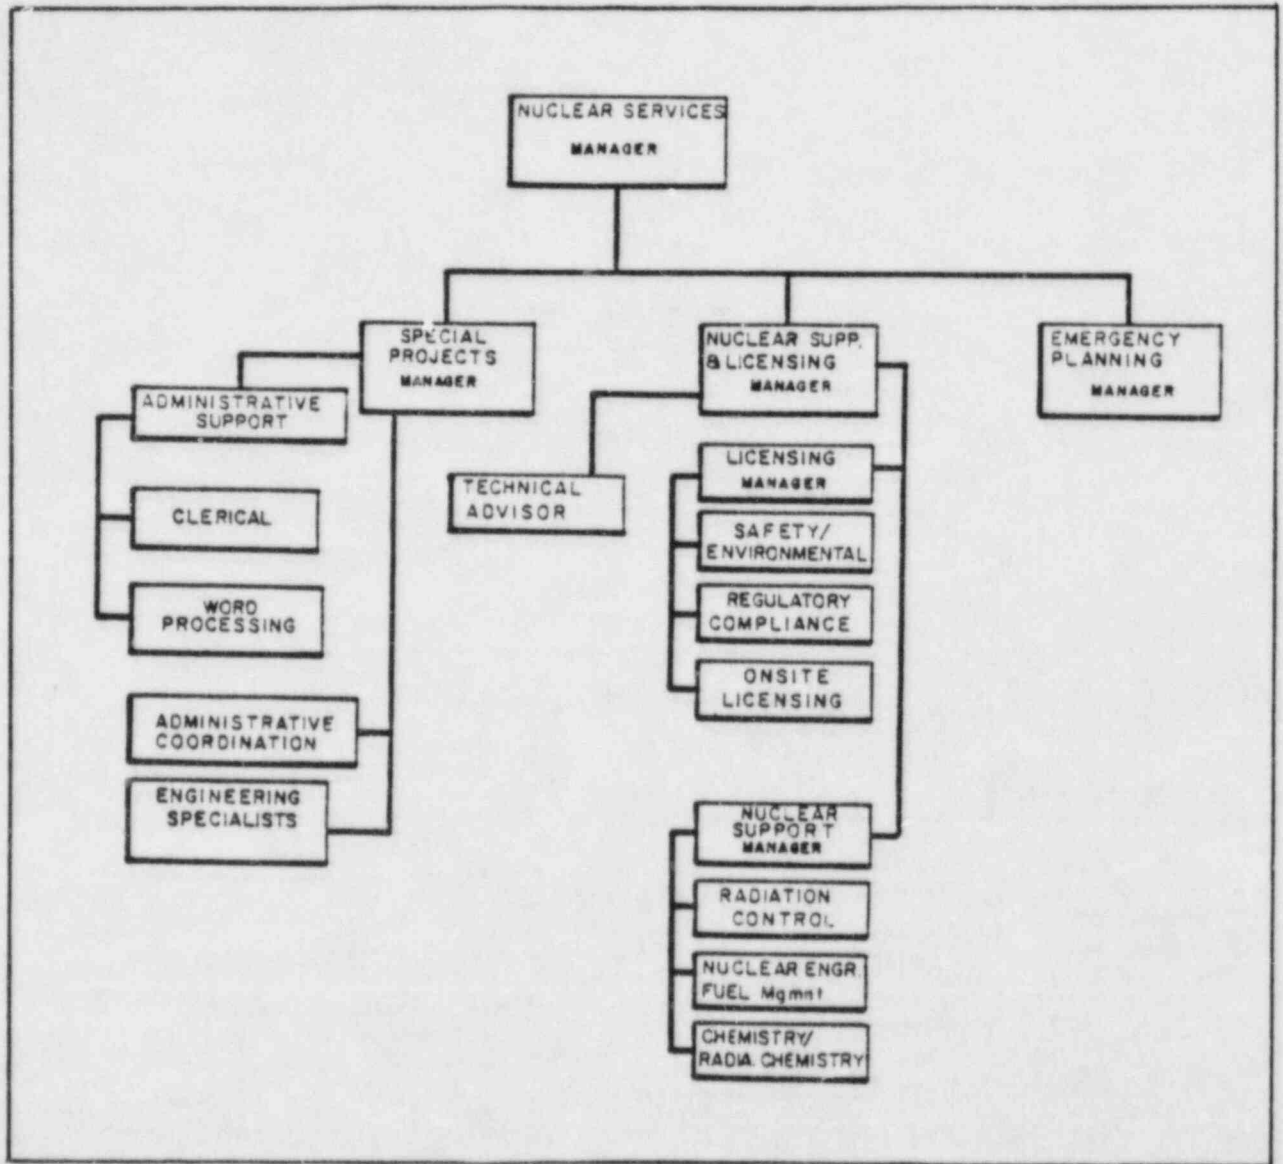 NUCLEAR SERVICES
MANAGER
SPECIAL
PROJECTS
MANAGER
NUCLEAR SUPP.
& LICENSING
MANAGER
EMERGENCY
PLANNING
MANAGER
ADMINISTRATIVE
SUPPORT
CLERICAL
WORD
PROCESSING
ADMINISTRATIVE
COORDINATION
ENGINEERING
SPECIALISTS
TECHNICAL
ADVISOR
LICENSING
MANAGER
SAFETY/
ENVIRONMENTAL
REGULATORY
COMPLIANCE
ONSITE
LICENSING
NUCLEAR
SUPPORT
MANAGER
RADIATION
CONTROL
NUCLEAR ENGR.
FUEL Mgmnt
CHEMISTRY/
RADIA. CHEMISTRY